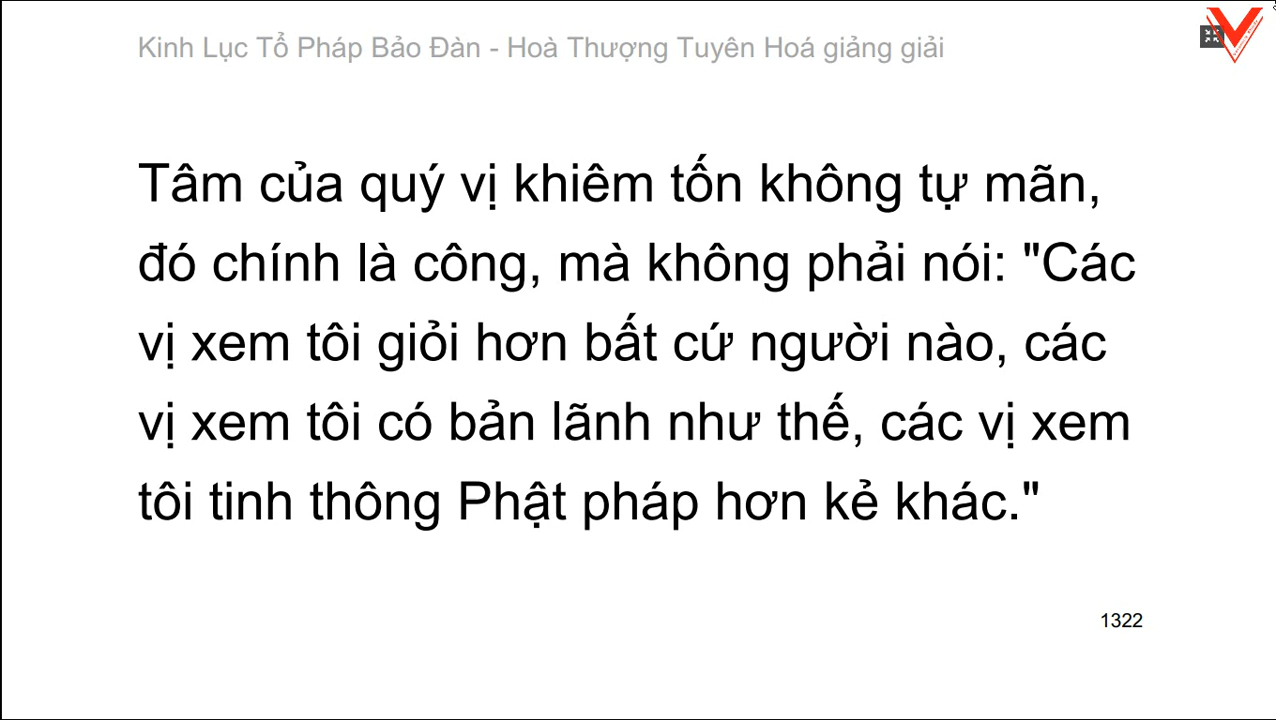 Kinh Lục Tổ Pháp Bảo Đàn - Hoà Thượng Tuyên Hoá giảng giải
Tâm của quý vị khiêm tốn không tự mãn,
đó chính là công, mà không phải nói: "Các
vị xem tôi giỏi hơn bất cứ người nào, các
vị xem tôi có bản lãnh như thế, các vị xem
tôi tinh thông Phật pháp hơn kẻ khác."
1322